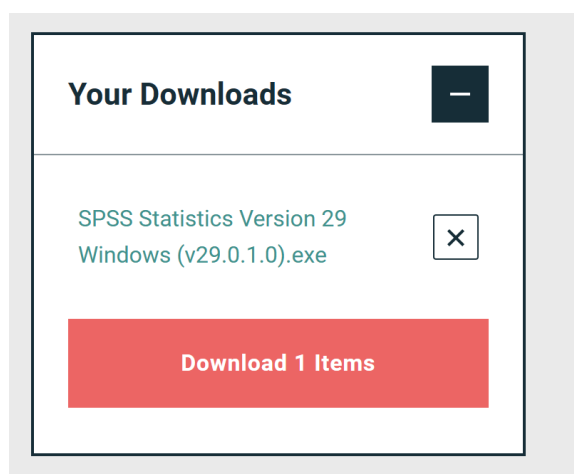 Your Downloads
SPSS Statistics Version 29
Windows (v29.0.1.0).exe
Download 1 Items